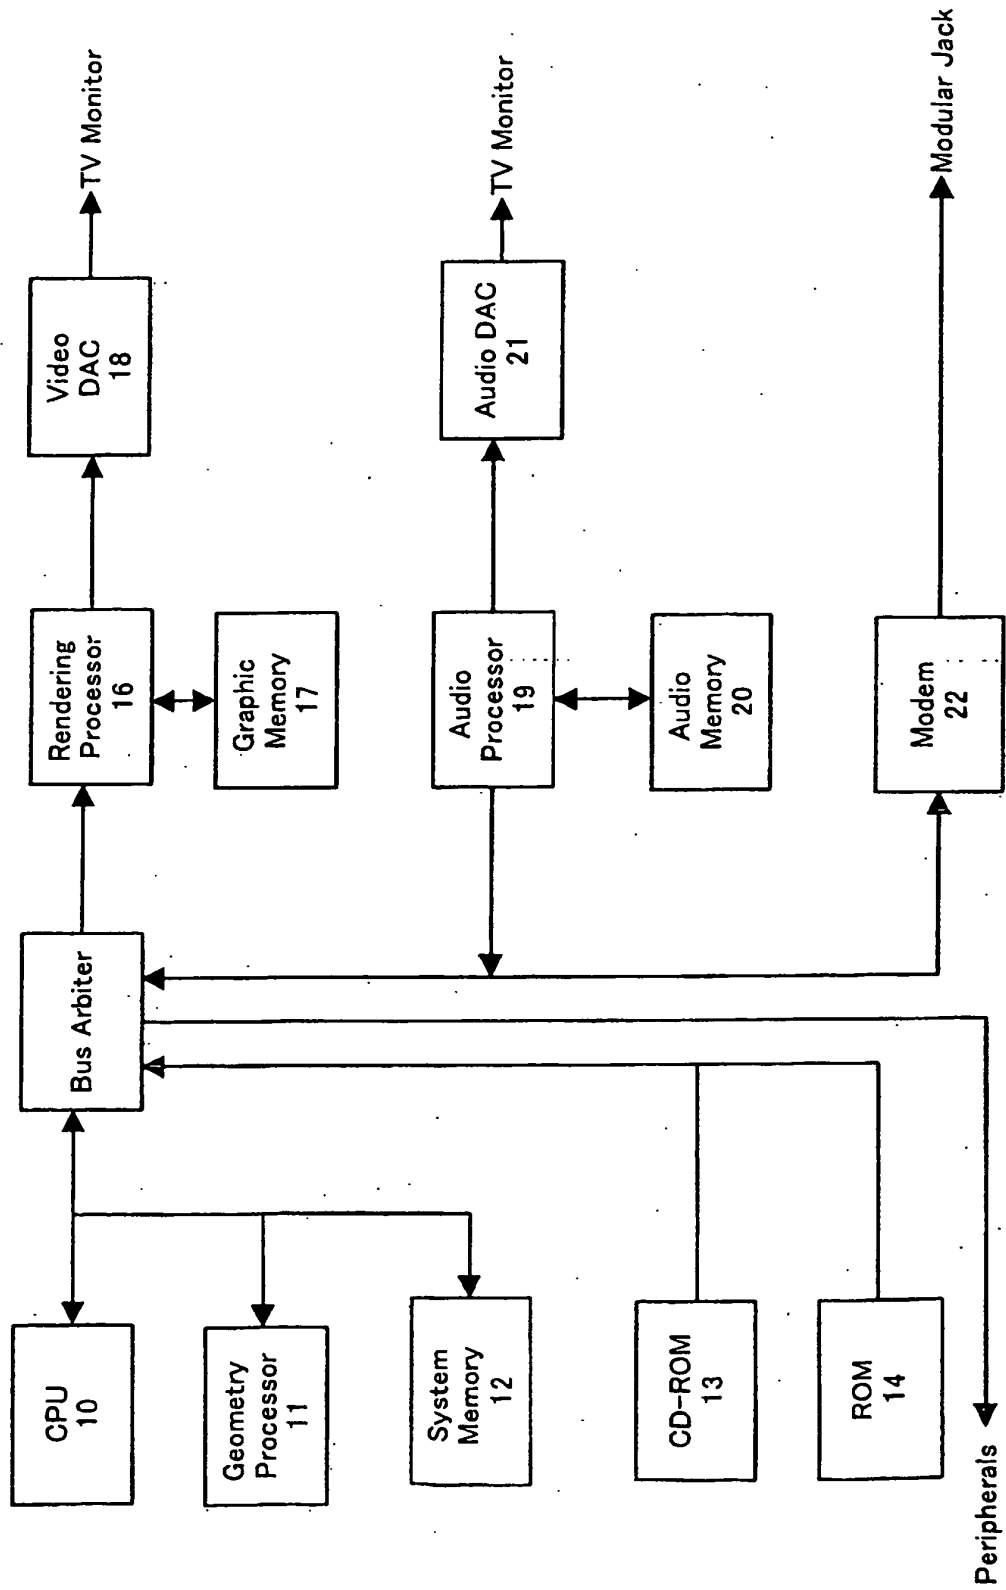 CPU
10
Geometry
Processor
11
System
Memory
12
CD-ROM
13
ROM
14
Peripherals
Bus Arbiter
Rendering
Processor
16
Graphic
Memory
17
Audio
Processor
19
Audio
Memory
20
Modem
22
Video
DAC
18
Audio DAC
21
TV Monitor
TV Monitor
Modular Jack